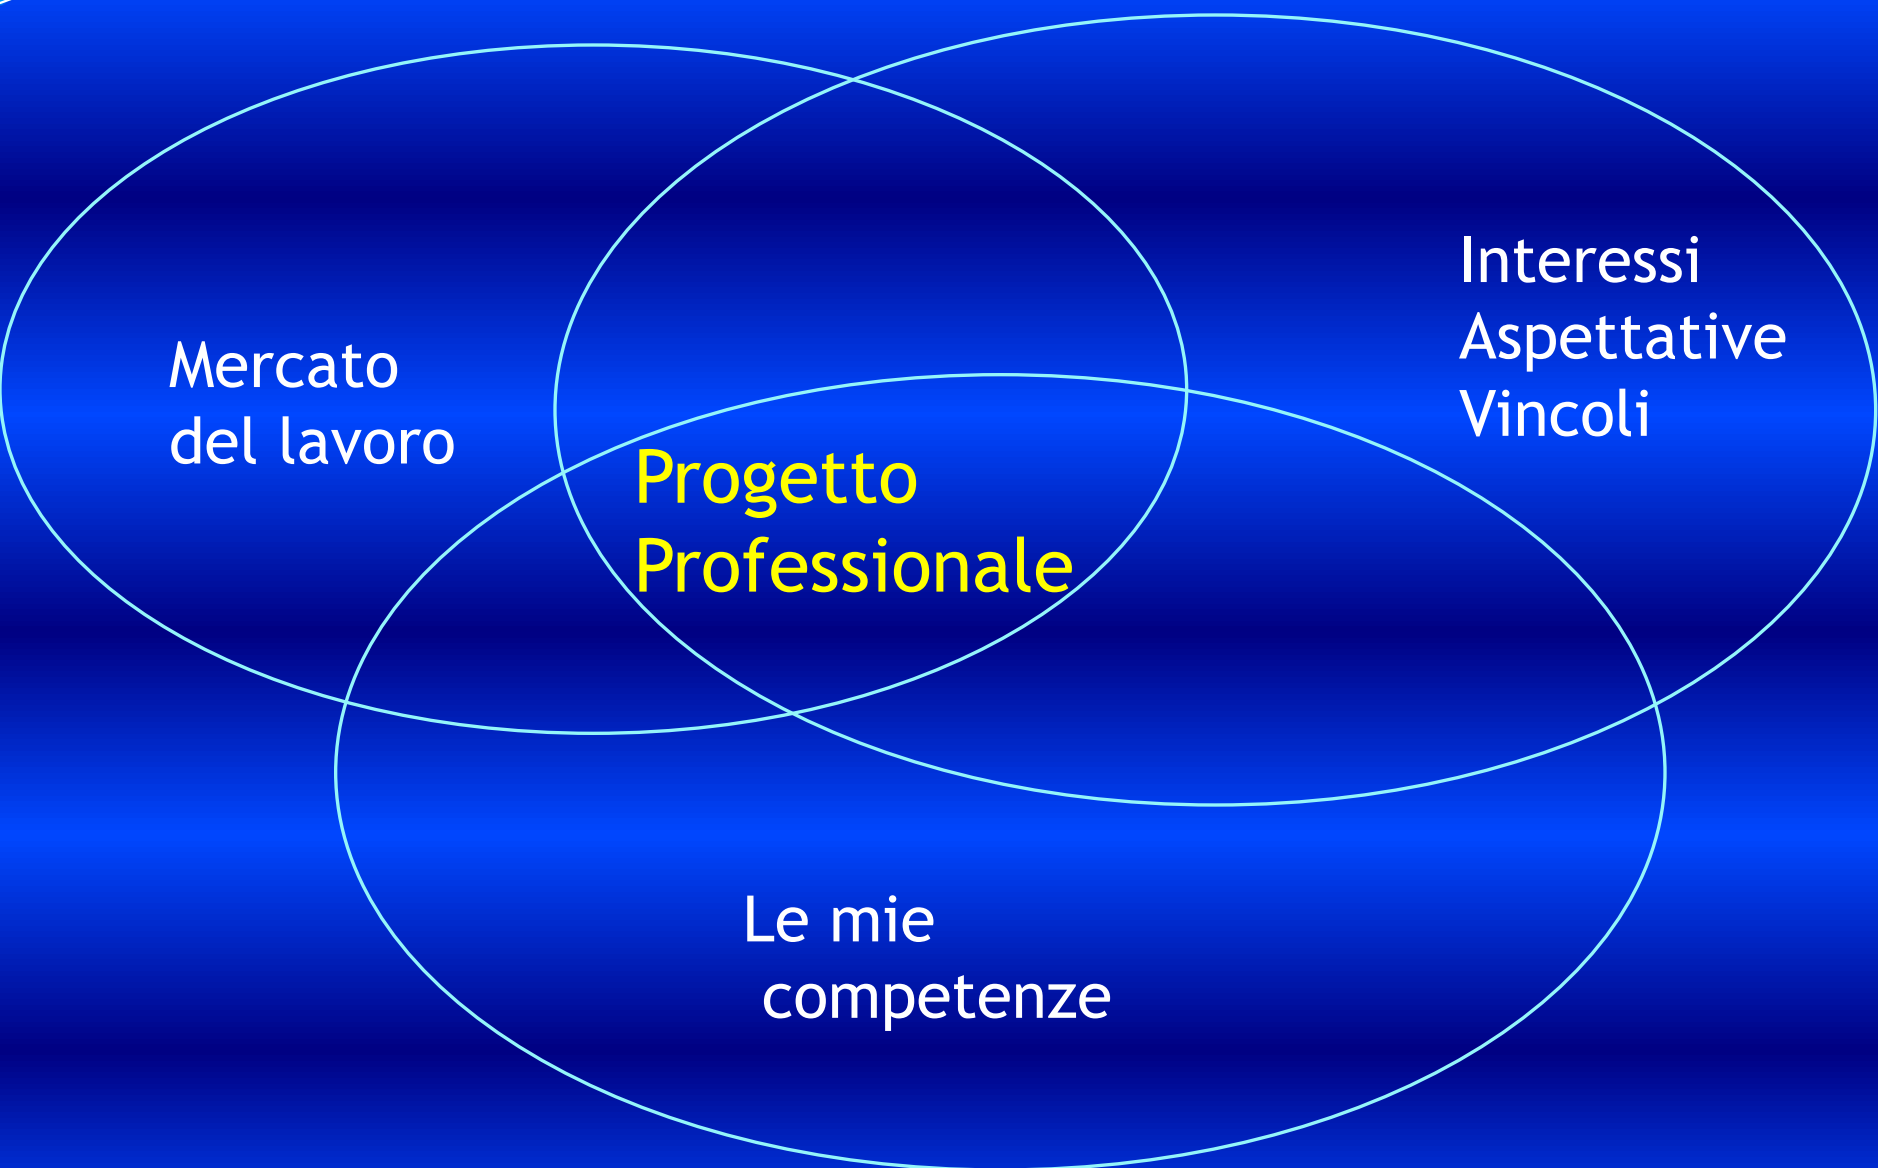 Mercato
del lavoro
Interessi
Aspettative
Vincoli
Progetto
Professionale
Le mie
competenze